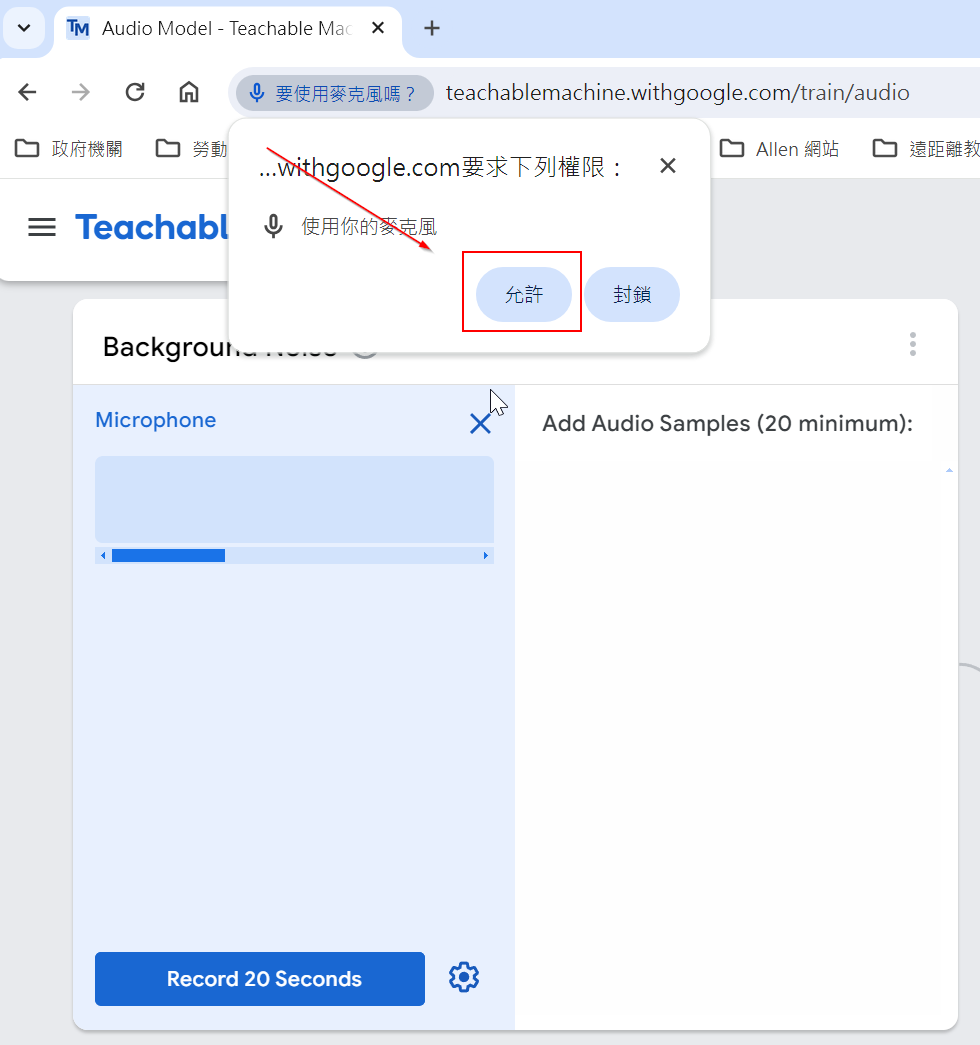 TM Audio Model - Teachable Mac
要使用麥克風嗎？ teachablemachine.withgoogle.com/train/audio
政府機關 勞動 Allen 網站 遠距離教
...withgoogle.com要求下列權限：
使用你的麥克風
允許 封鎖
Teachabl
Background Noise
Microphone
Add Audio Samples (20 minimum):
Record 20 Seconds